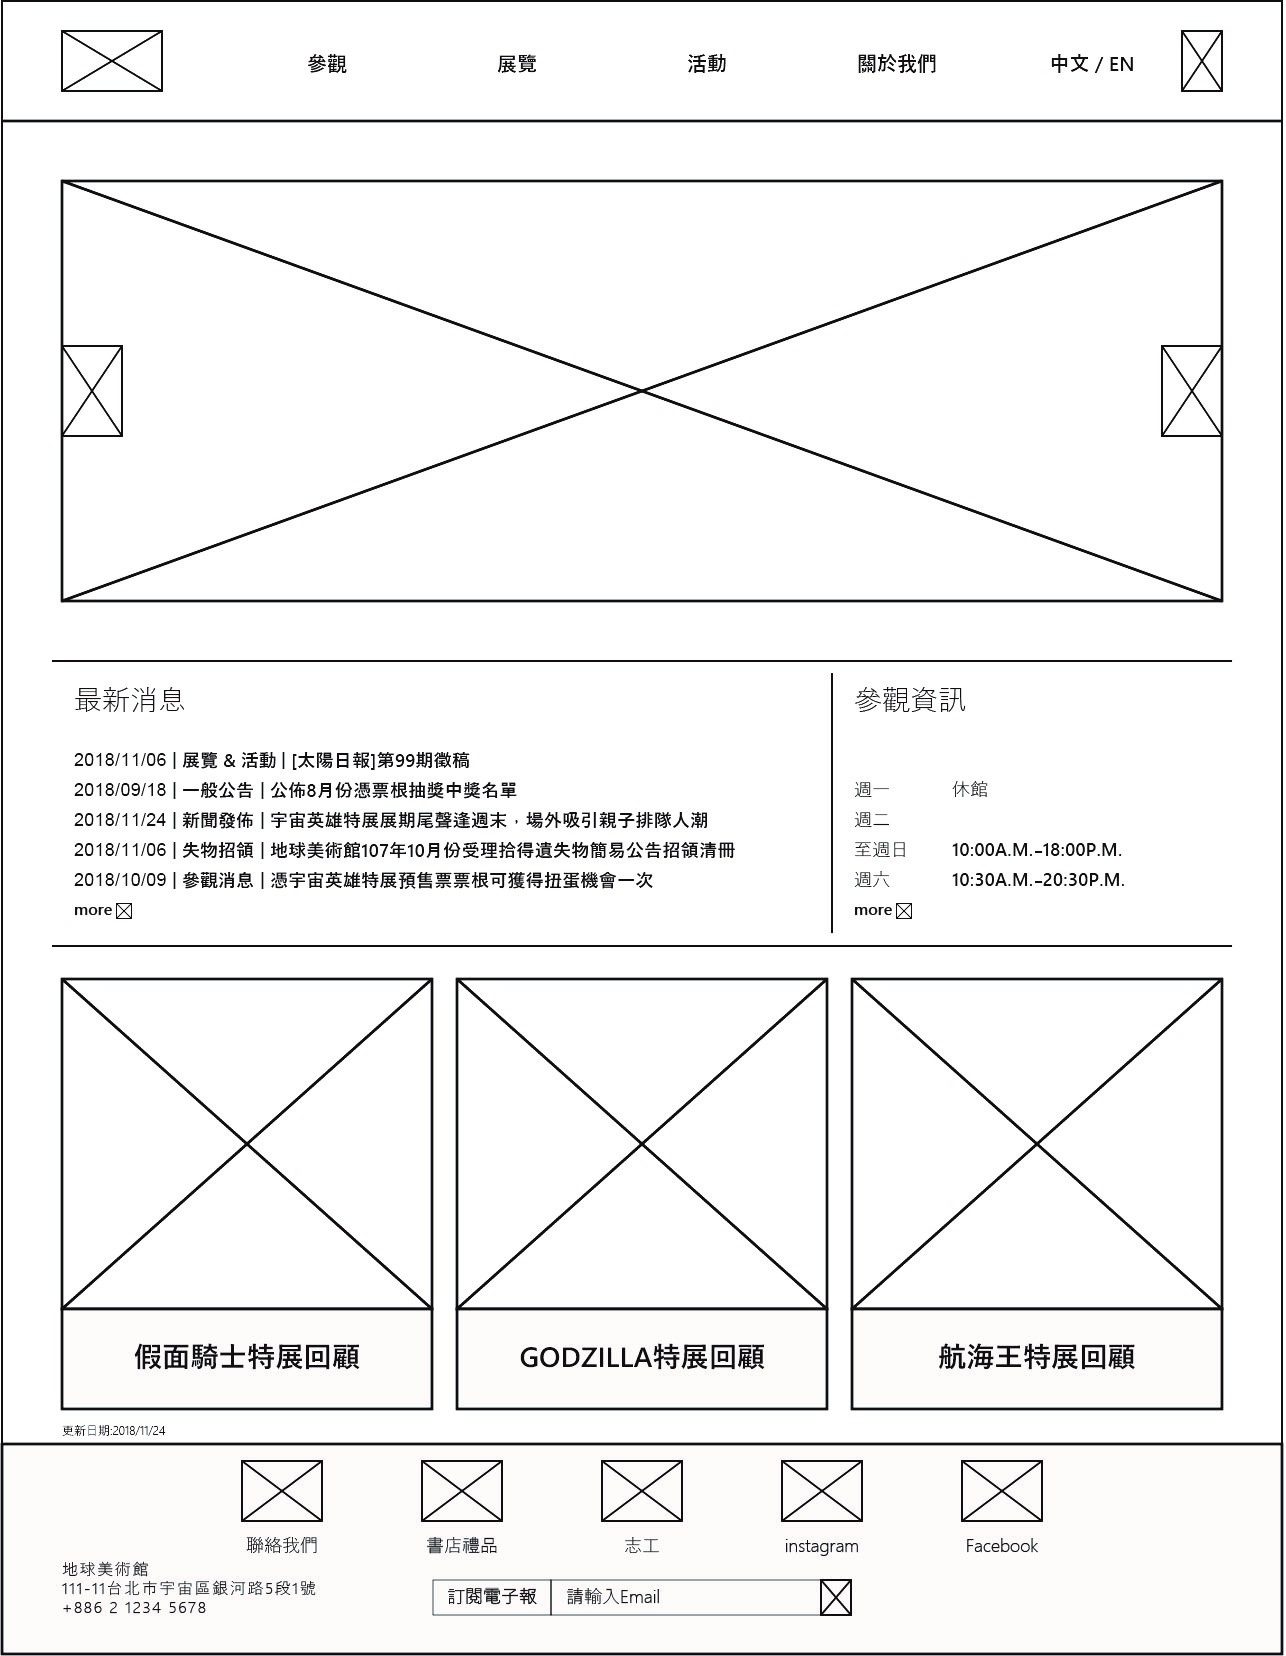 參觀 展覽 活動 關於我們 中文 / EN
最新消息
2018/11/06 | 展覽 & 活動 | [太陽日報]第99期徵稿
2018/09/18 | 一般公告 | 公佈8月份憑票根抽獎中獎名單
2018/11/24 | 新聞發佈 | 宇宙英雄特展展期尾聲逢週末，場外吸引親子排隊人潮
2018/11/06 | 失物招領 | 地球美術館107年10月份受理拾得遺失物簡易公告招領清冊
2018/10/09 | 參觀消息 | 憑宇宙英雄特展預售票票根可獲得扭蛋機會一次
more
參觀資訊
週一 休館
週二
至週日 10:00A.M.-18:00P.M.
週六 10:30A.M.-20:30P.M.
more
假面騎士特展回顧
GODZILLA特展回顧
航海王特展回顧
更新日期:2018/11/24
聯絡我們 書店禮品 志工 instagram Facebook
地球美術館
111-11台北市宇宙區銀河路5段1號
+886 2 1234 5678
訂閱電子報 請輸入Email